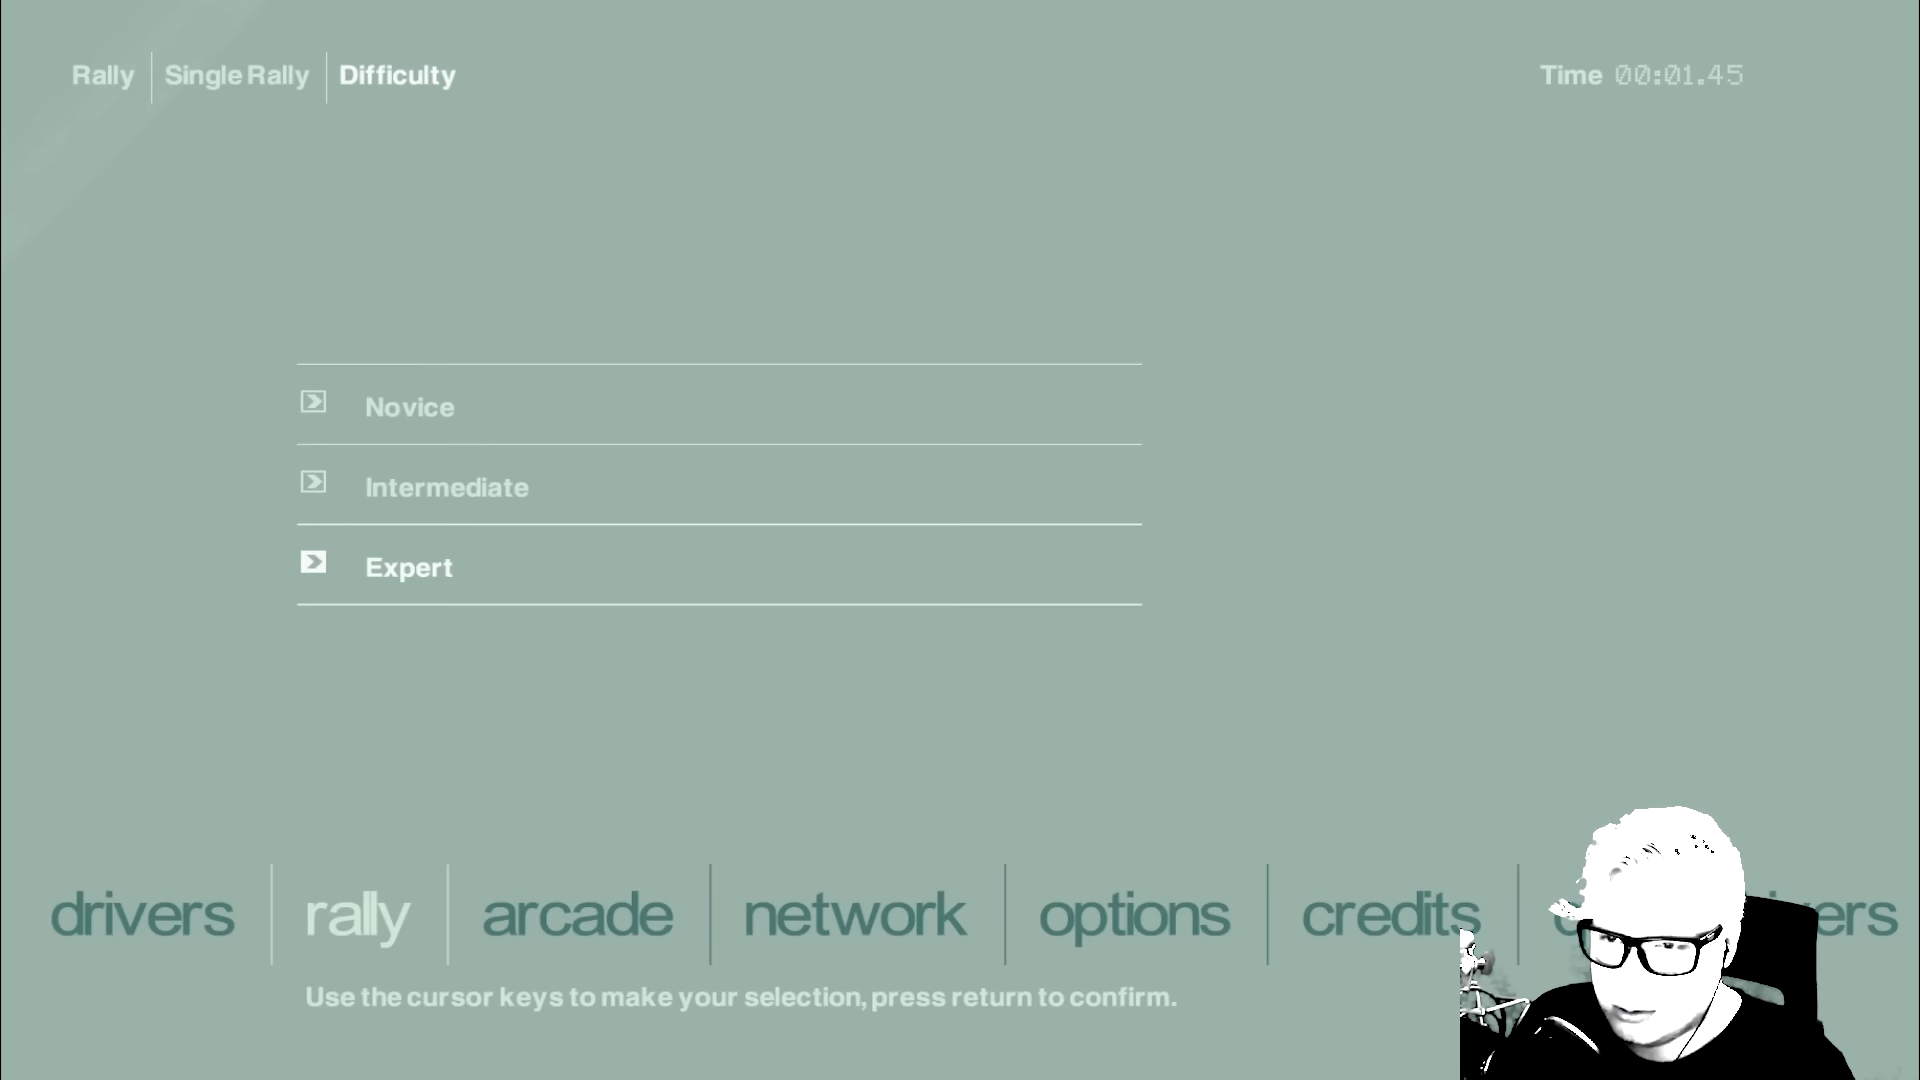 Rally Single Rally Difficulty Time 00:01.45
Novice
Intermediate
Expert
drivers rally arcade network options credits
Use the cursor keys to make your selection, press return to confirm.